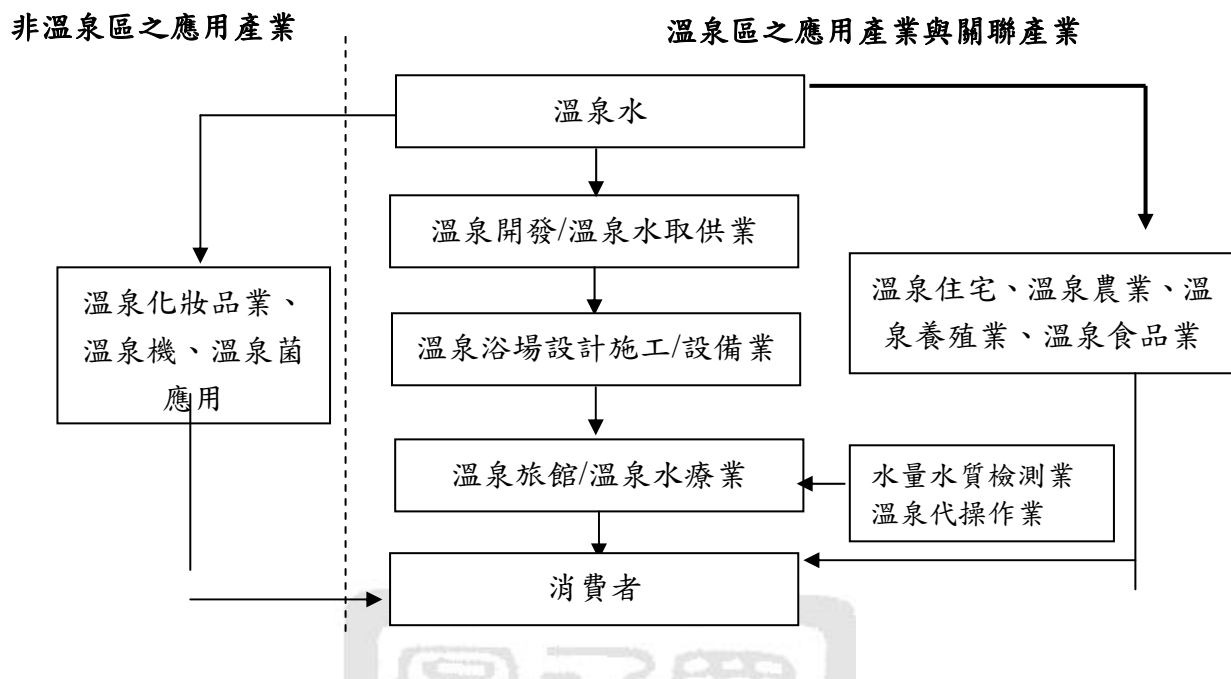 非溫泉區之應用產業
溫泉區之應用產業與關聯產業
溫泉水
溫泉開發/溫泉水取供業
溫泉化妝品業、
溫泉機、溫泉菌
應用
溫泉浴場設計施工/設備業
溫泉住宅、溫泉農業、溫
泉養殖業、溫泉食品業
溫泉旅館/溫泉水療業
水量水質檢測業
溫泉代操作業
消費者